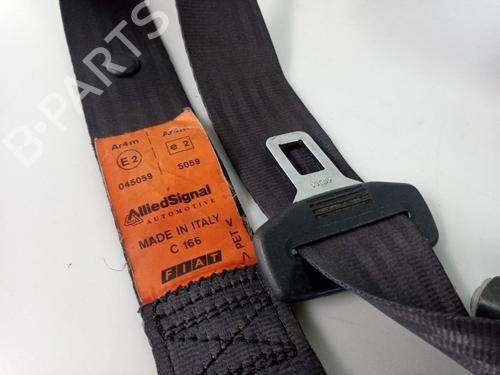 B-PARTS
Ar4m
E2
045059
Ar4m
e 2
5059
AlliedSignal
AUTOMOTIVE
MADE IN ITALY
C 166
FIAT
> PET <